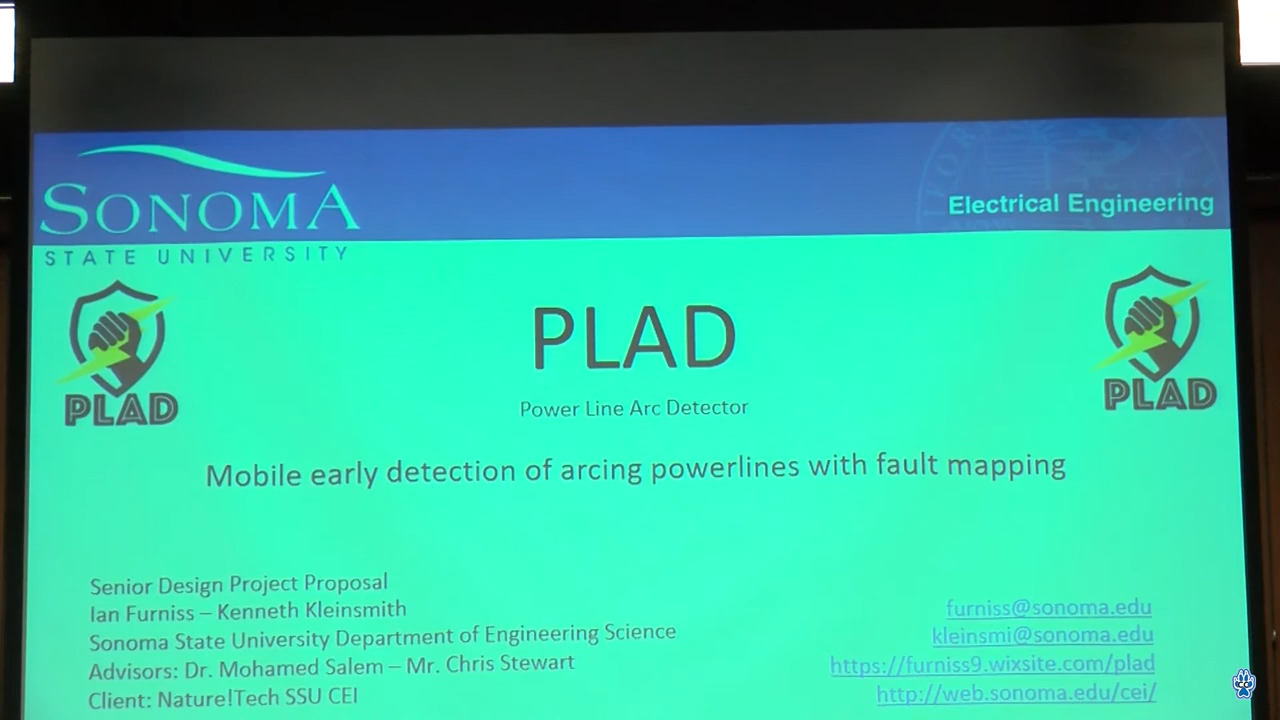 SONOMA
STATE UNIVERSITY
Electrical Engineering
PLAD
PLAD
PLAD
Power Line Arc Detector
Mobile early detection of arcing powerlines with fault mapping
Senior Design Project Proposal
Ian Furniss – Kenneth Kleinsmith
Sonoma State University Department of Engineering Science
Advisors: Dr. Mohamed Salem – Mr. Chris Stewart
Client: Nature!Tech SSU CEI
furniss@sonoma.edu
kleinsmi@sonoma.edu
https://furniss9.wixsite.com/plad
http://web.sonoma.edu/cei/